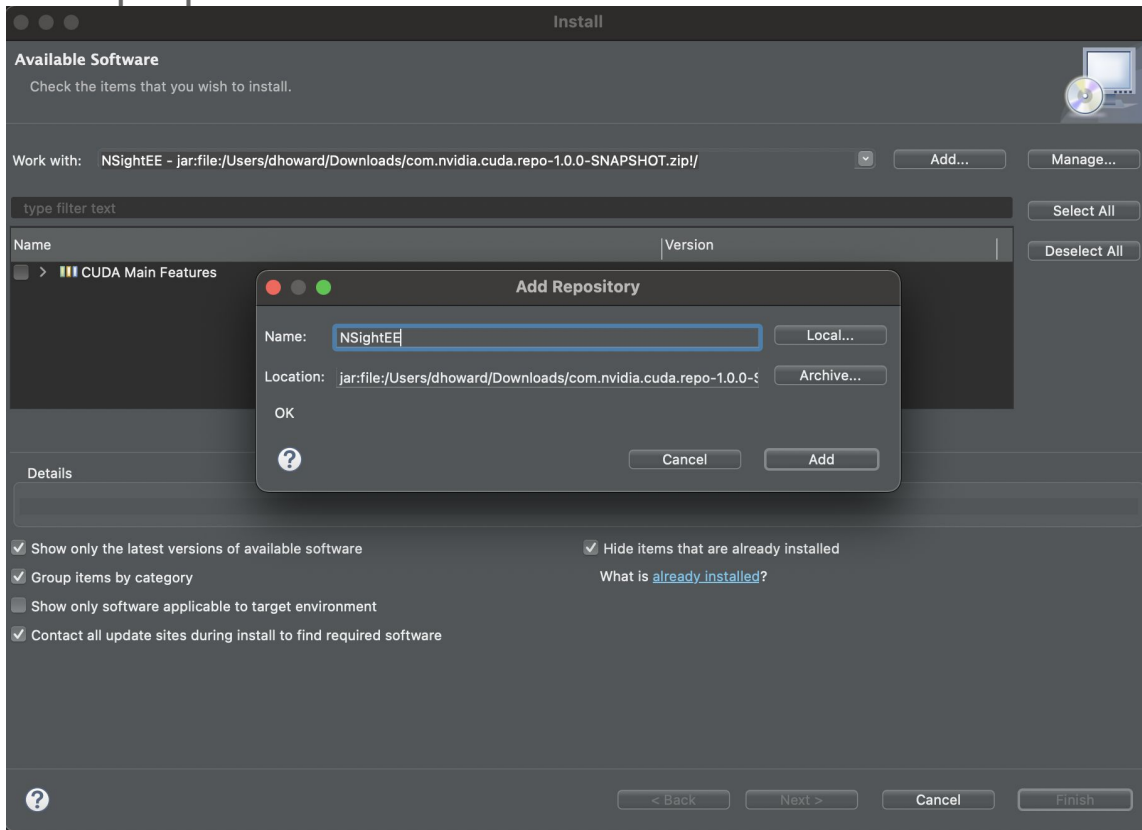 Install
Available Software
Check the items that you wish to install.
Work with: NSightEE - jar:file:/Users/dhoward/Downloads/com.nvidia.cuda.repo-1.0.0-SNAPSHOT.zip!/ Add... Manage...
type filter text
Select All
Name Version
Deselect All
> CUDA Main Features
Add Repository
Name: NSightEE Local...
Location: jar:file:/Users/dhoward/Downloads/com.nvidia.cuda.repo-1.0.0-S Archive...
OK
? Cancel Add
Details
Show only the latest versions of available software Hide items that are already installed
Group items by category What is already installed?
Show only software applicable to target environment
Contact all update sites during install to find required software
? < Back Next > Cancel Finish